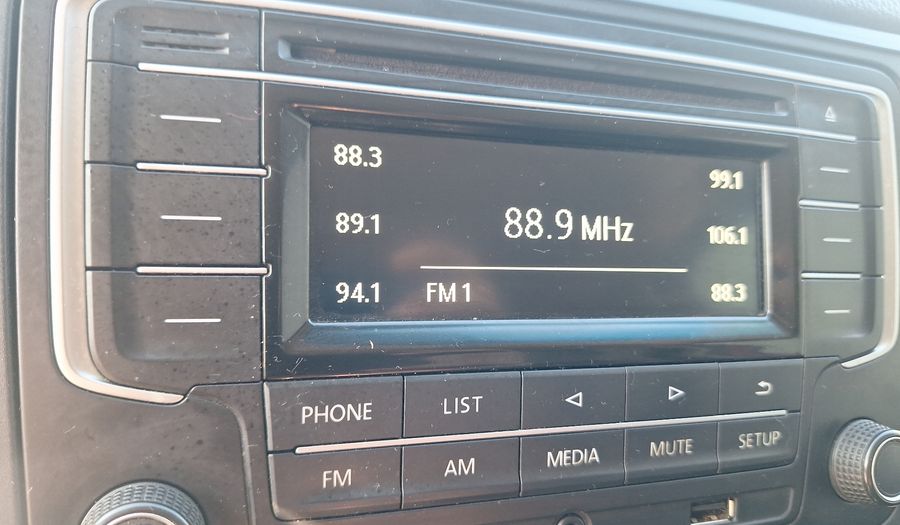 88.3
99.1
89.1
88.9 MHz
106.1
94.1
FM 1
88.3
PHONE
LIST
FM
AM
MEDIA
MUTE
SETUP